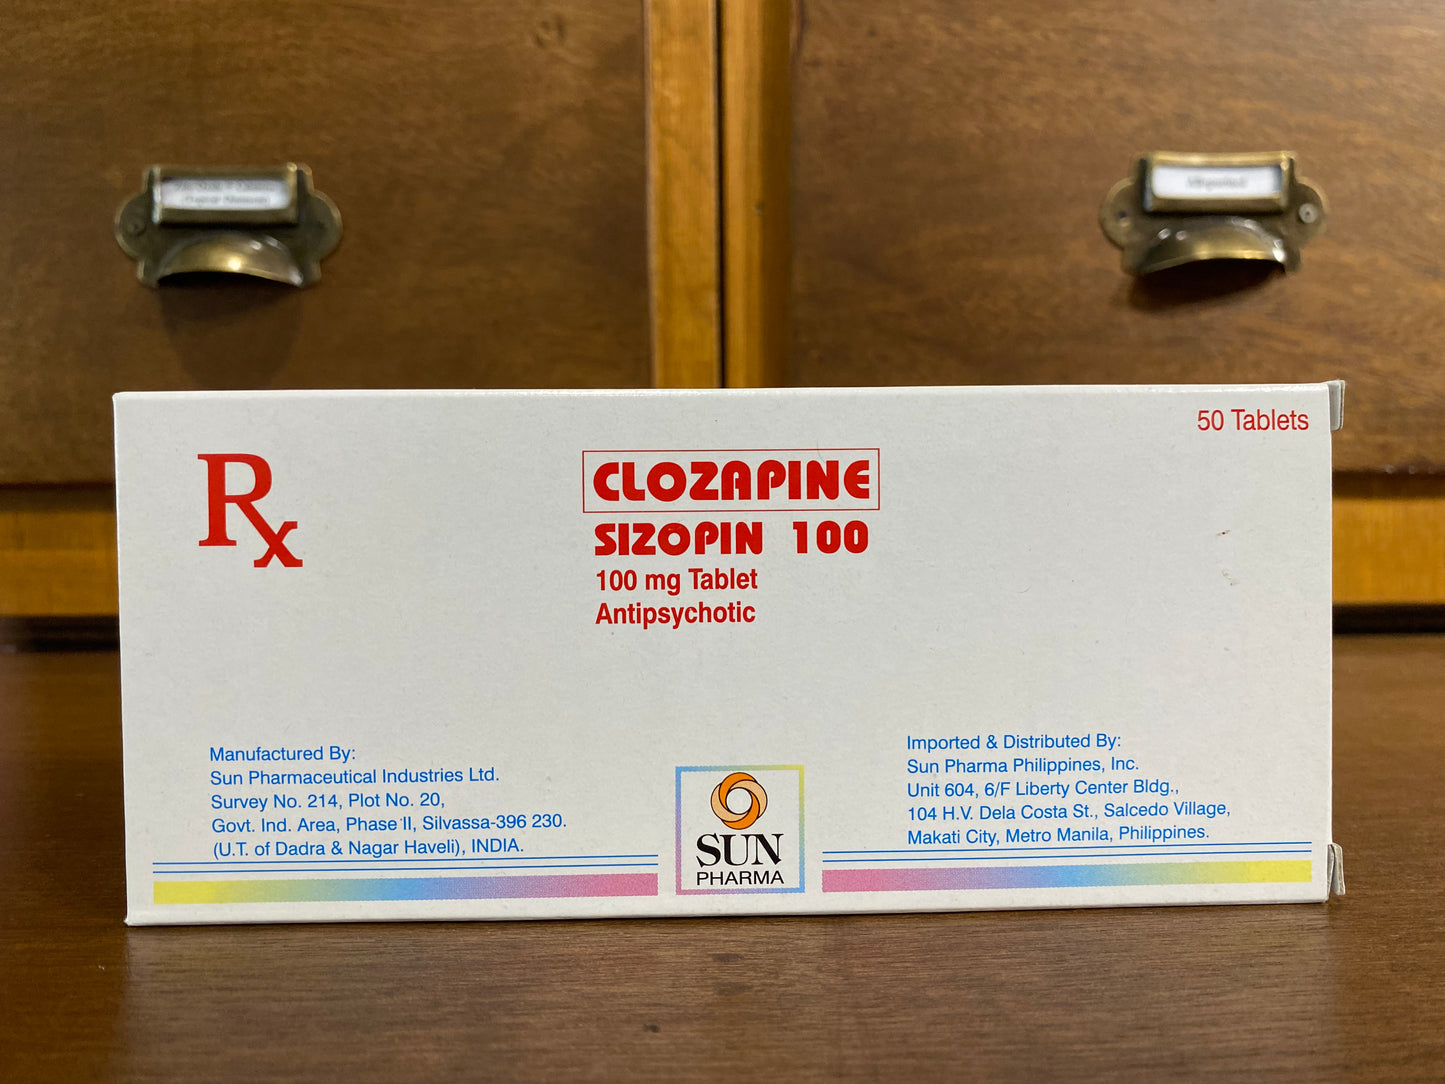 50 Tablets
Rx
CLOZAPINE
SIZOPIN 100
100 mg Tablet
Antipsychotic
Manufactured By:
Sun Pharmaceutical Industries Ltd.
Survey No. 214, Plot No. 20,
Govt. Ind. Area, Phase II, Silvassa-396 230.
(U.T. of Dadra & Nagar Haveli), INDIA.
SUN
PHARMA
Imported & Distributed By:
Sun Pharma Philippines, Inc.
Unit 604, 6/F Liberty Center Bldg.,
104 H.V. Dela Costa St., Salcedo Village,
Makati City, Metro Manila, Philippines.